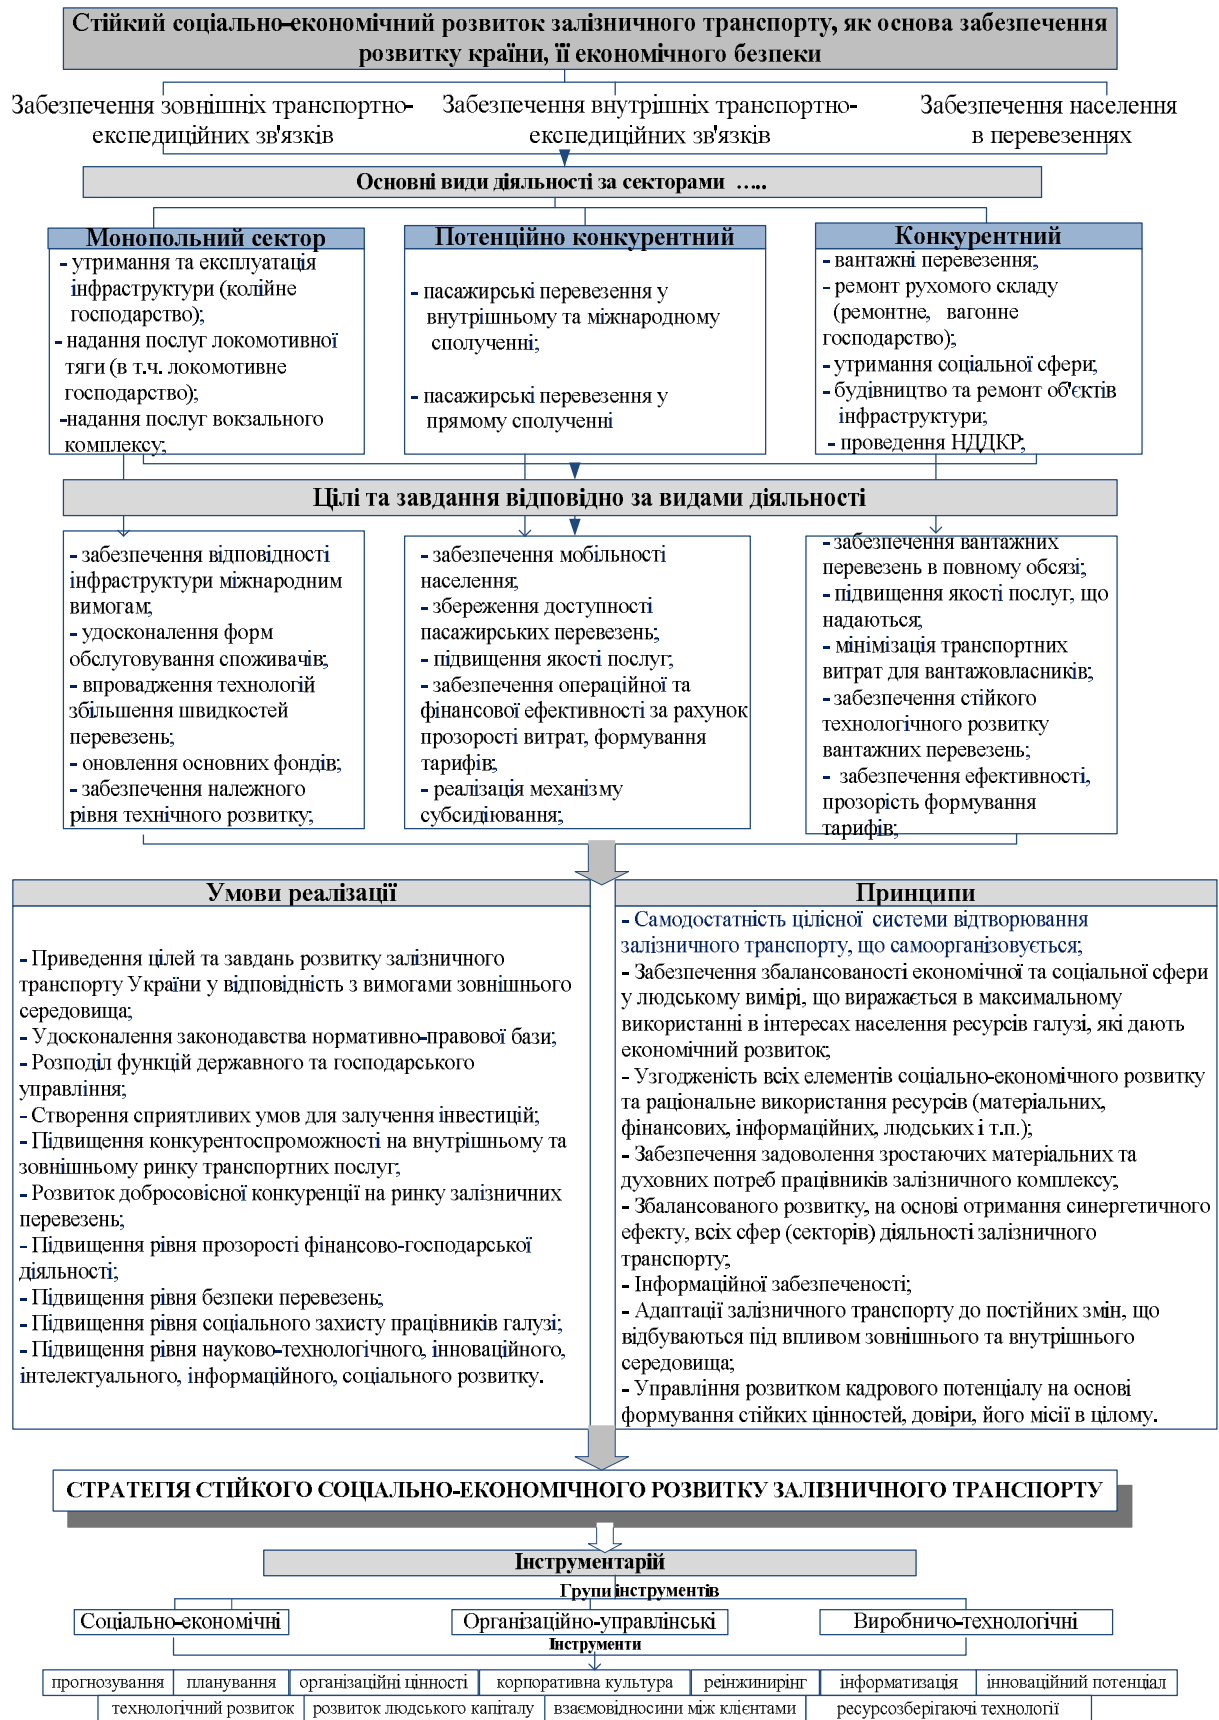 Стійкий соціально-економічний розвиток залізничного транспорту, як основа забезпечення
розвитку країни, її економічного безпеки
Забезпечення зовнішніх транспортно-
експедиційних зв'язків
Забезпечення внутрішніх транспортно-
експедиційних зв'язків
Забезпечення населення
в перевезеннях
Основні види діяльності за секторами .....
Монопольний сектор
- утримання та експлуатація
інфраструктури (колійне
господарство);
- надання послуг локомотивної
тяги (в т.ч. локомотивне
господарство);
-надання послуг вокзального
комплексу;
Потенційно конкурентний
- пасажирські перевезення у
внутрішньому та міжнародному
сполученні;
- пасажирські перевезення у
прямому сполученні
Конкурентний
- вантажні перевезення;
- ремонт рухомого складу
(ремонтне, вагонне
господарство);
- утримання соціальної сфери;
- будівництво та ремонт об'єктів
інфраструктури;
- проведення НДДКР;
Цілі та завдання відповідно за видами діяльності
- забезпечення відповідності
інфраструктури міжнародним
вимогам;
- удосконалення форм
обслуговування споживачів;
- впровадження технологій
збільшення швидкостей
перевезень;
- оновлення основних фондів;
- забезпечення належного
рівня технічного розвитку;
- забезпечення мобільності
населення;
- збереження доступності
пасажирських перевезень;
- підвищення якості послуг;
- забезпечення операційної та
фінансової ефективності за рахунок
прозорості витрат, формування
тарифів;
- реалізація механізму
субсидіювання;
- забезпечення вантажних
перевезень в повному обсязі;
- підвищення якості послуг, що
надаються;
- мінімізація транспортних
витрат для вантажовласників;
- забезпечення стійкого
технологічного розвитку
вантажних перевезень;
- забезпечення ефективності,
прозорість формування
тарифів;
Умови реалізації
- Приведення цілей та завдань розвитку залізничного
транспорту України у відповідність з вимогами зовнішнього
середовища;
- Удосконалення законодавства нормативно-правової бази;
- Розподіл функцій державного та господарського
управління;
- Створення сприятливих умов для залучення інвестицій;
- Підвищення конкурентоспроможності на внутрішньому та
зовнішньому ринку транспортних послуг;
- Розвиток добросовісної конкуренції на ринку залізничних
перевезень;
- Підвищення рівня прозорості фінансово-господарської
діяльності;
- Підвищення рівня безпеки перевезень;
- Підвищення рівня соціального захисту працівників галузі;
- Підвищення рівня науково-технологічного, інноваційного,
інтелектуального, інформаційного, соціального розвитку.
Принципи
- Самодостатність цілісної системи відтворювання
залізничного транспорту, що самоорганізовується;
- Забезпечення збалансованості економічної та соціальної сфери
у людському вимірі, що виражається в максимальному
використанні в інтересах населення ресурсів галузі, які дають
економічний розвиток;
- Узгодженість всіх елементів соціально-економічного розвитку
та раціональне використання ресурсів (матеріальних,
фінансових, інформаційних, людських і т.п.);
- Забезпечення задоволення зростаючих матеріальних та
духовних потреб працівників залізничного комплексу;
- Збалансованого розвитку, на основі отримання синергетичного
ефекту, всіх сфер (секторів) діяльності залізничного
транспорту;
- Інформаційної забезпеченості;
- Адаптації залізничного транспорту до постійних змін, що
відбуваються під впливом зовнішнього та внутрішнього
середовища;
- Управління розвитком кадрового потенціалу на основі
формування стійких цінностей, довіри, його місії в цілому.
СТРАТЕГІЯ СТІЙКОГО СОЦІАЛЬНО-ЕКОНОМІЧНОГО РОЗВИТКУ ЗАЛІЗНИЧНОГО ТРАНСПОРТУ
Інструментарій
Групи інструментів
Соціально-економічні
Організаційно-управлінські
Виробничо-технологічні
Інструменти
прогнозування
планування
організаційні цінності
корпоративна культура
реінжинирінг
інформатизація
інноваційний потенціал
технологічний розвиток
розвиток людського капіталу
взаємовідносини між клієнтами
ресурсозберігаючі технології